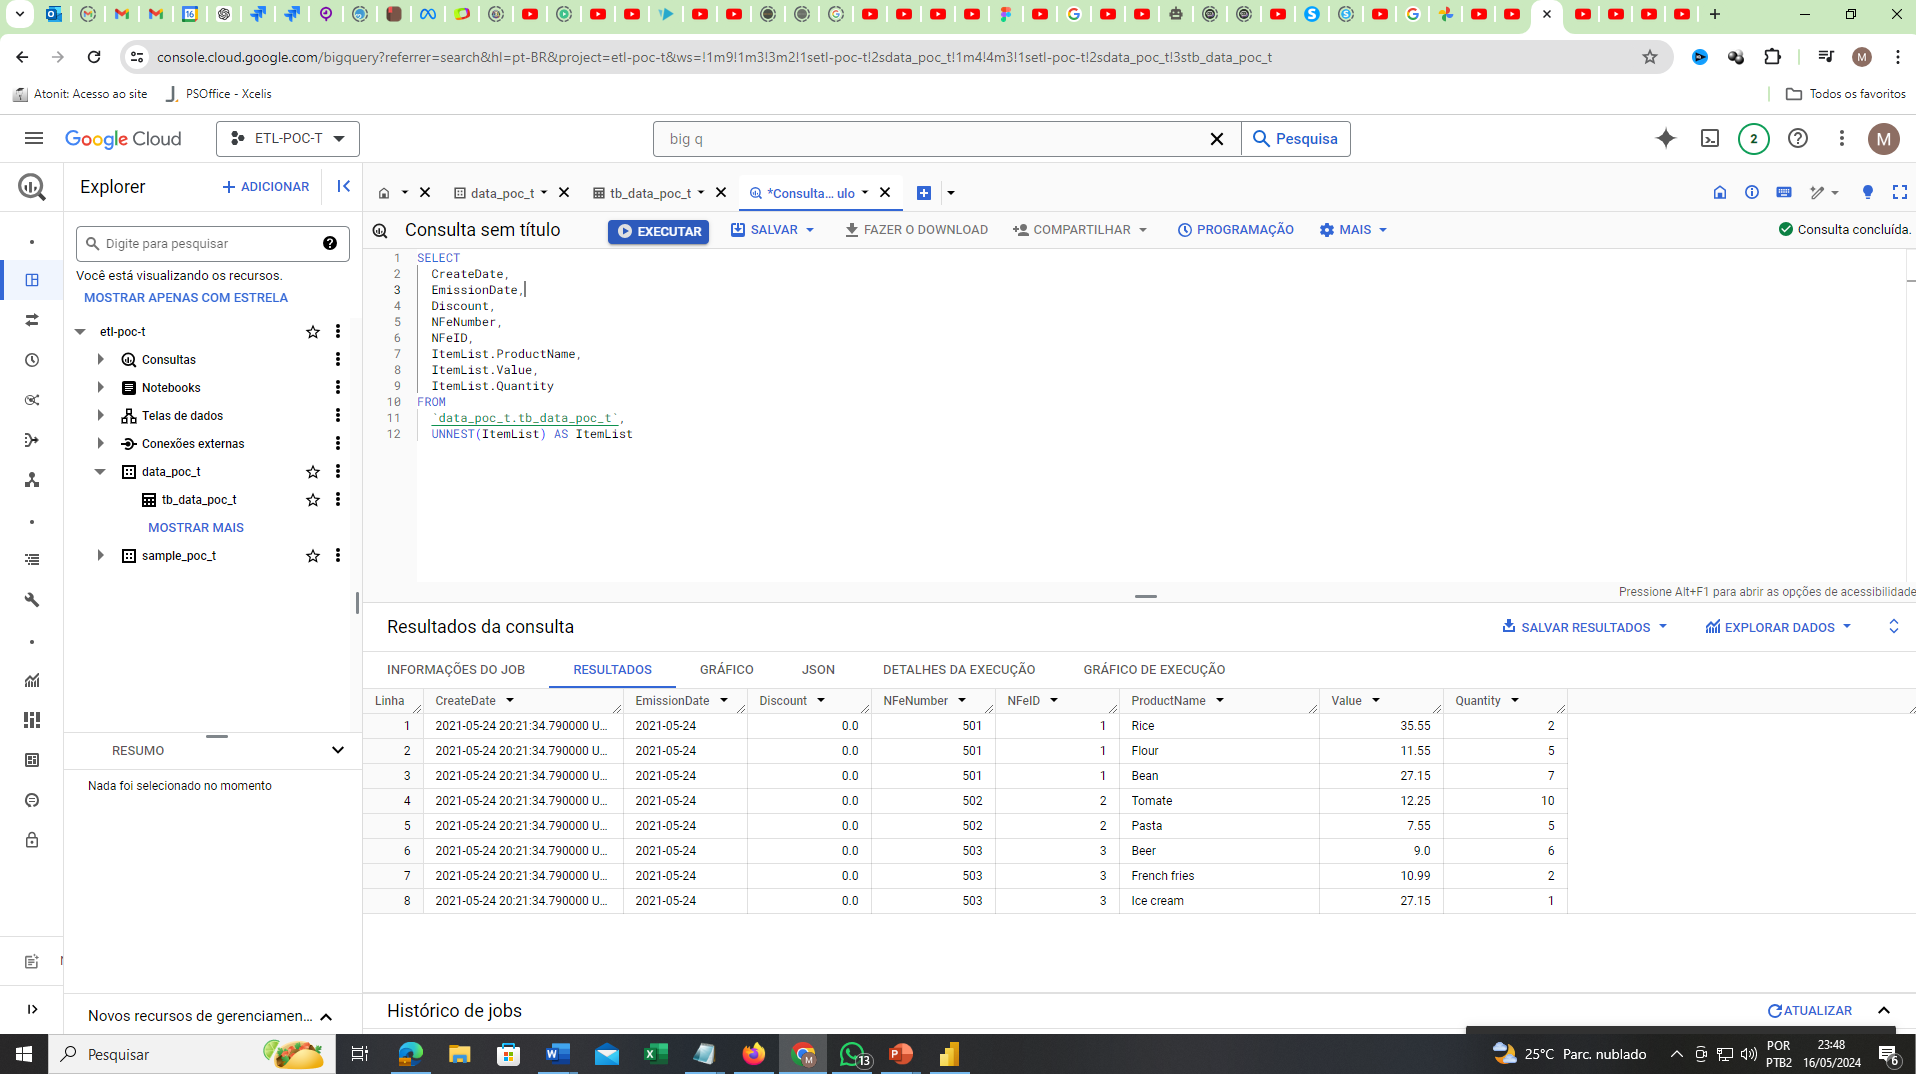 16
console.cloud.google.com/bigquery?referrer=search&hl=pt-BR&project=etl-poc-t&ws=!1m9!1m3!3m2!1setl-poc-t!2sdata_poc_t!1m4!4m3!1setl-poc-t!2sdata_poc_t!3stb_data_poc_t
M
Atonit: Acesso ao site
PSOffice - Xcelis
Todos os favoritos
Google Cloud
ETL-POC-T
big q
Pesquisa
2
M
Explorer
ADICIONAR
data_poc_t
tb_data_poc_t
*Consulta... ulo
Digite para pesquisar
Você está visualizando os recursos.
MOSTRAR APENAS COM ESTRELA
etl-poc-t
Consultas
Notebooks
Telas de dados
Conexões externas
data_poc_t
tb_data_poc_t
MOSTRAR MAIS
sample_poc_t
RESUMO
Nada foi selecionado no momento
Novos recursos de gerenciamen...
Consulta sem título
EXECUTAR
SALVAR
FAZER O DOWNLOAD
COMPARTILHAR
PROGRAMAÇÃO
MAIS
Consulta concluída.
1 SELECT
2 CreateDate,
3 EmissionDate,
4 Discount,
5 NFeNumber,
6 NFeID,
7 ItemList.ProductName,
8 ItemList.Value,
9 ItemList.Quantity
10 FROM
11 `data_poc_t.tb_data_poc_t`,
12 UNNEST(ItemList) AS ItemList
Pressione Alt+F1 para abrir as opções de acessibilidade
Resultados da consulta
SALVAR RESULTADOS
EXPLORAR DADOS
INFORMAÇÕES DO JOB
RESULTADOS
GRÁFICO
JSON
DETALHES DA EXECUÇÃO
GRÁFICO DE EXECUÇÃO
Linha CreateDate EmissionDate Discount NFeNumber NFeID ProductName Value Quantity
1 2021-05-24 20:21:34.790000 U... 2021-05-24 0.0 501 1 Rice 35.55 2
2 2021-05-24 20:21:34.790000 U... 2021-05-24 0.0 501 1 Flour 11.55 5
3 2021-05-24 20:21:34.790000 U... 2021-05-24 0.0 501 1 Bean 27.15 7
4 2021-05-24 20:21:34.790000 U... 2021-05-24 0.0 502 2 Tomate 12.25 10
5 2021-05-24 20:21:34.790000 U... 2021-05-24 0.0 502 2 Pasta 7.55 5
6 2021-05-24 20:21:34.790000 U... 2021-05-24 0.0 503 3 Beer 9.0 6
7 2021-05-24 20:21:34.790000 U... 2021-05-24 0.0 503 3 French fries 10.99 2
8 2021-05-24 20:21:34.790000 U... 2021-05-24 0.0 503 3 Ice cream 27.15 1
Histórico de jobs
ATUALIZAR
Pesquisar
13
25°C Parc. nublado
POR
PTB2
23:48
16/05/2024
6